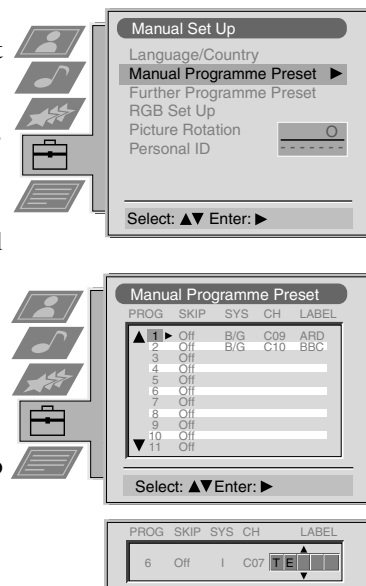 Manual Set Up
Language/Country
Manual Programme Preset ▶
Further Programme Preset
RGB Set Up
Picture Rotation O
Personal ID - - - - - - -
Select: ▲▼ Enter: ▶
Manual Programme Preset
PROG SKIP SYS CH LABEL
▲ 1 ▶ Off B/G C09 ARD
2 Off B/G C10 BBC
3 Off
4 Off
5 Off
6 Off
7 Off
8 Off
9 Off
10 Off
▼ 11 Off
Select: ▲▼ Enter: ▶
PROG SKIP SYS CH LABEL
6 Off I C07 T E